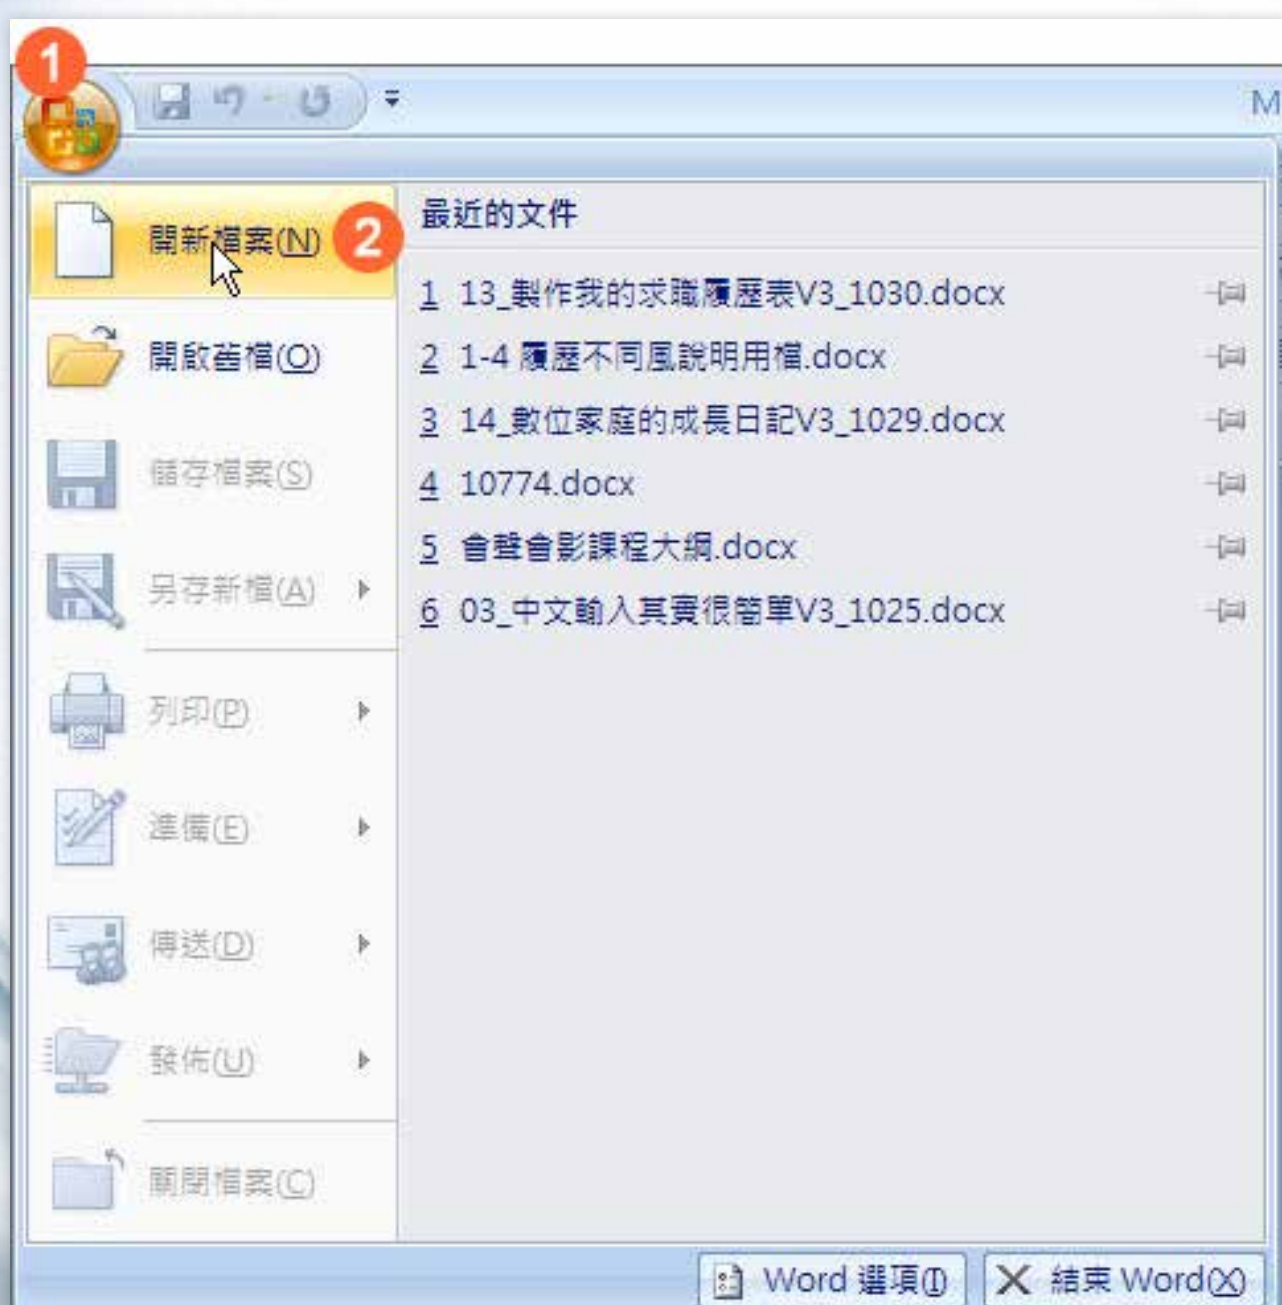 1
M
開新檔案(N) 2
開啟舊檔(O)
儲存檔案(S)
另存新檔(A)
列印(P)
準備(E)
傳送(D)
發佈(U)
關閉檔案(C)
最近的文件
1 13_製作我的求職履歷表V3_1030.docx
2 1-4 履歷不同風說明用檔.docx
3 14_數位家庭的成長日記V3_1029.docx
4 10774.docx
5 會聲會影課程大綱.docx
6 03_中文輸入其實很簡單V3_1025.docx
Word 選項(I)
結束 Word(X)